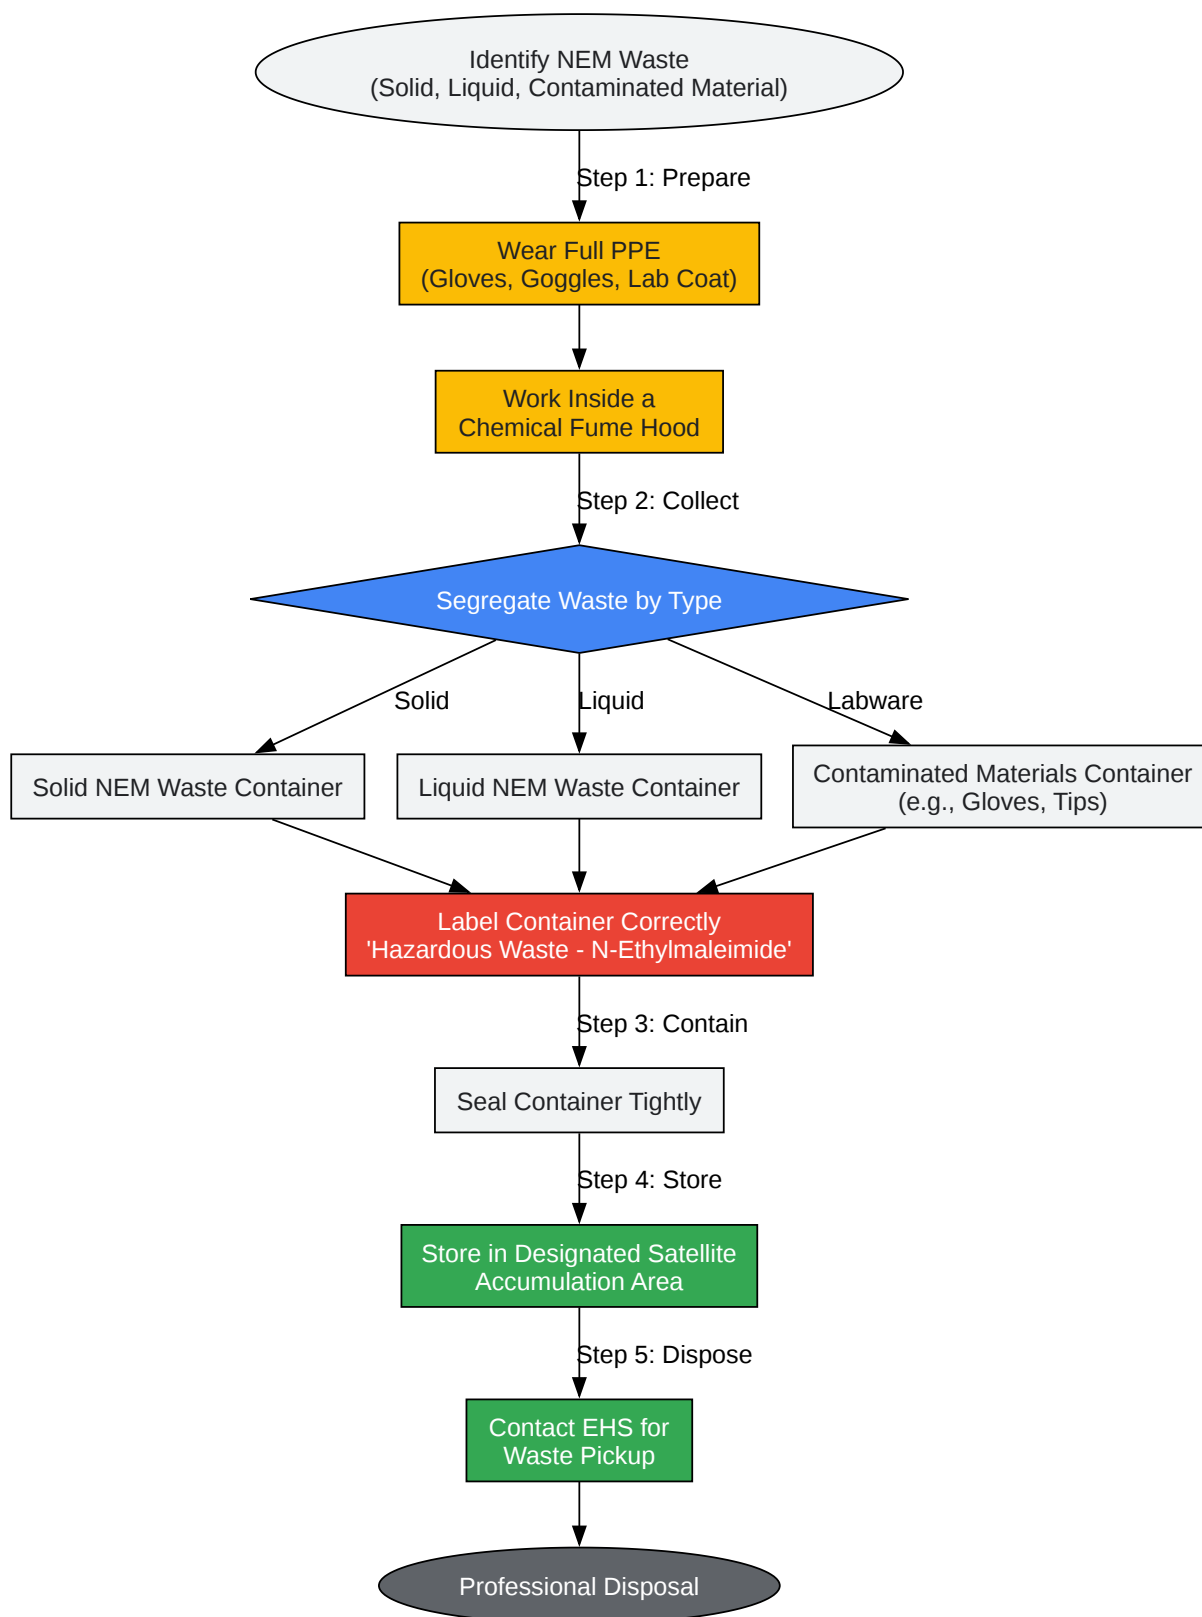 Identify NEM Waste
(Solid, Liquid, Contaminated Material)
Step 1: Prepare
Wear Full PPE
(Gloves, Goggles, Lab Coat)
Work Inside a
Chemical Fume Hood
Step 2: Collect
Segregate Waste by Type
Solid
Liquid
Labware
Solid NEM Waste Container
Liquid NEM Waste Container
Contaminated Materials Container
(e.g., Gloves, Tips)
Label Container Correctly
'Hazardous Waste - N-Ethylmaleimide'
Step 3: Contain
Seal Container Tightly
Step 4: Store
Store in Designated Satellite
Accumulation Area
Step 5: Dispose
Contact EHS for
Waste Pickup
Professional Disposal